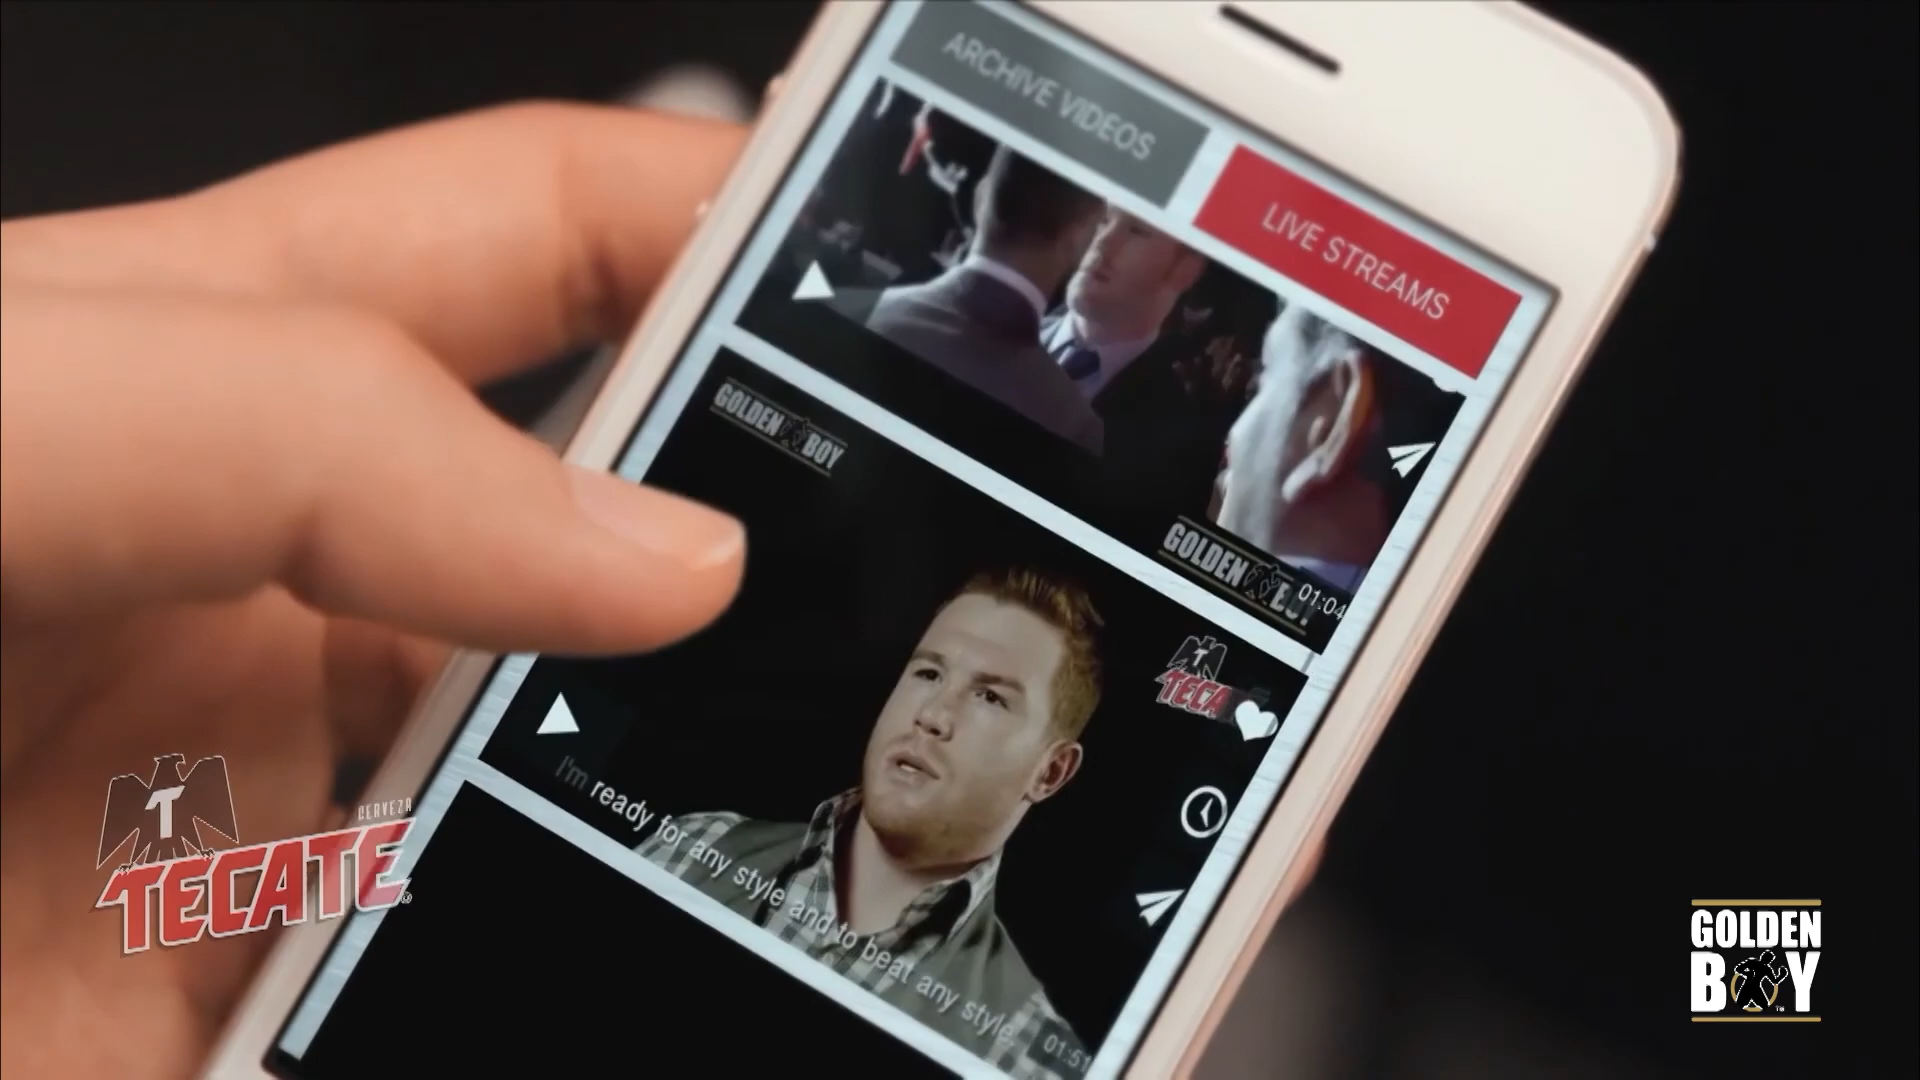 ARCHIVE VIDEOS
LIVE STREAMS
GOLDEN BOY
GOLDEN
01:04
T
TECA
I'm ready for any style and to beat any style.
01:51
T
CERVEZA
TECATE
GOLDEN
BOY